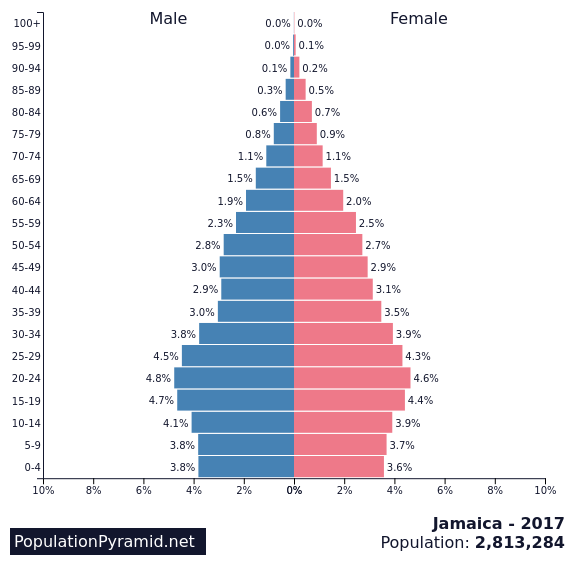 Male Female
100+ 0.0% 0.0%
95-99 0.0% 0.1%
90-94 0.1% 0.2%
85-89 0.3% 0.5%
80-84 0.6% 0.7%
75-79 0.8% 0.9%
70-74 1.1% 1.1%
65-69 1.5% 1.5%
60-64 1.9% 2.0%
55-59 2.3% 2.5%
50-54 2.8% 2.7%
45-49 3.0% 2.9%
40-44 2.9% 3.1%
35-39 3.0% 3.5%
30-34 3.8% 3.9%
25-29 4.5% 4.3%
20-24 4.8% 4.6%
15-19 4.7% 4.4%
10-14 4.1% 3.9%
5-9 3.8% 3.7%
0-4 3.8% 3.6%
10% 8% 6% 4% 2% 0% 2% 4% 6% 8% 10%
Jamaica - 2017
PopulationPyramid.net Population: 2,813,284